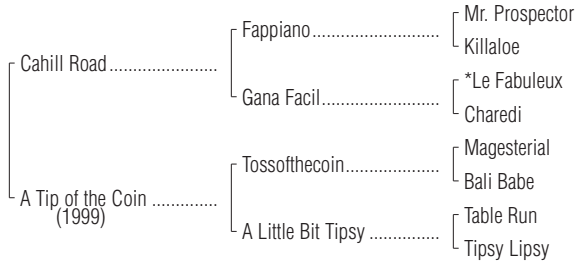 Mr. Prospector
Fappiano
Killaloe
Cahill Road
*Le Fabuleux
Gana Facil
Charedi
Magesterial
Tossofthecoin
Bali Babe
A Tip of the Coin
(1999)
Table Run
A Little Bit Tipsy
Tipsy Lipsy